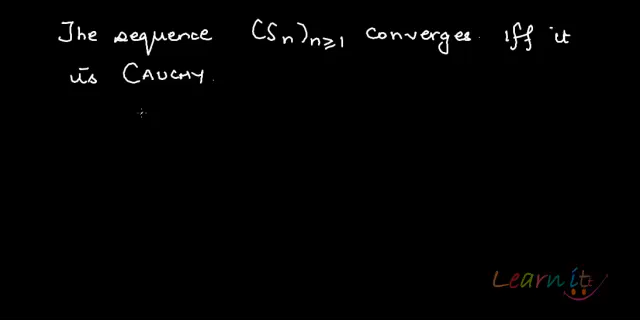 The sequence (Sn)n≥1 converges iff it
is CAUCHY.
Learnit